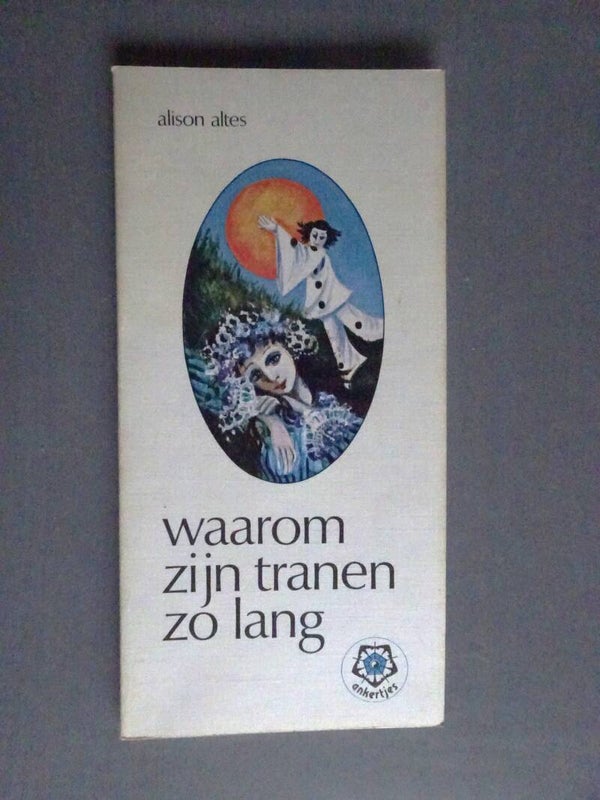 alison altes
waarom
zijn tranen
zo lang
ankertjes